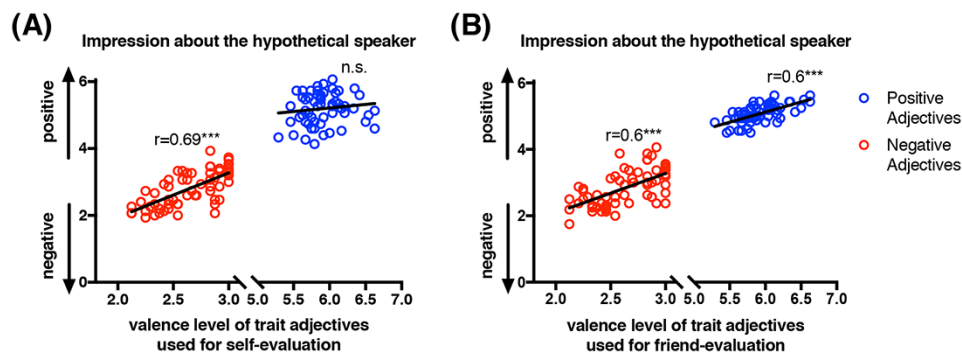 (A)
Impression about the hypothetical speaker
positive
negative
6
4
2
0
n.s.
r=0.69***
2.0 2.5 3.0 5.0 5.5 6.0 6.5 7.0
valence level of trait adjectives
used for self-evaluation
(B)
Impression about the hypothetical speaker
positive
negative
6
4
2
0
r=0.6***
r=0.6***
2.0 2.5 3.0 5.0 5.5 6.0 6.5 7.0
valence level of trait adjectives
used for friend-evaluation
Positive
Adjectives
Negative
Adjectives